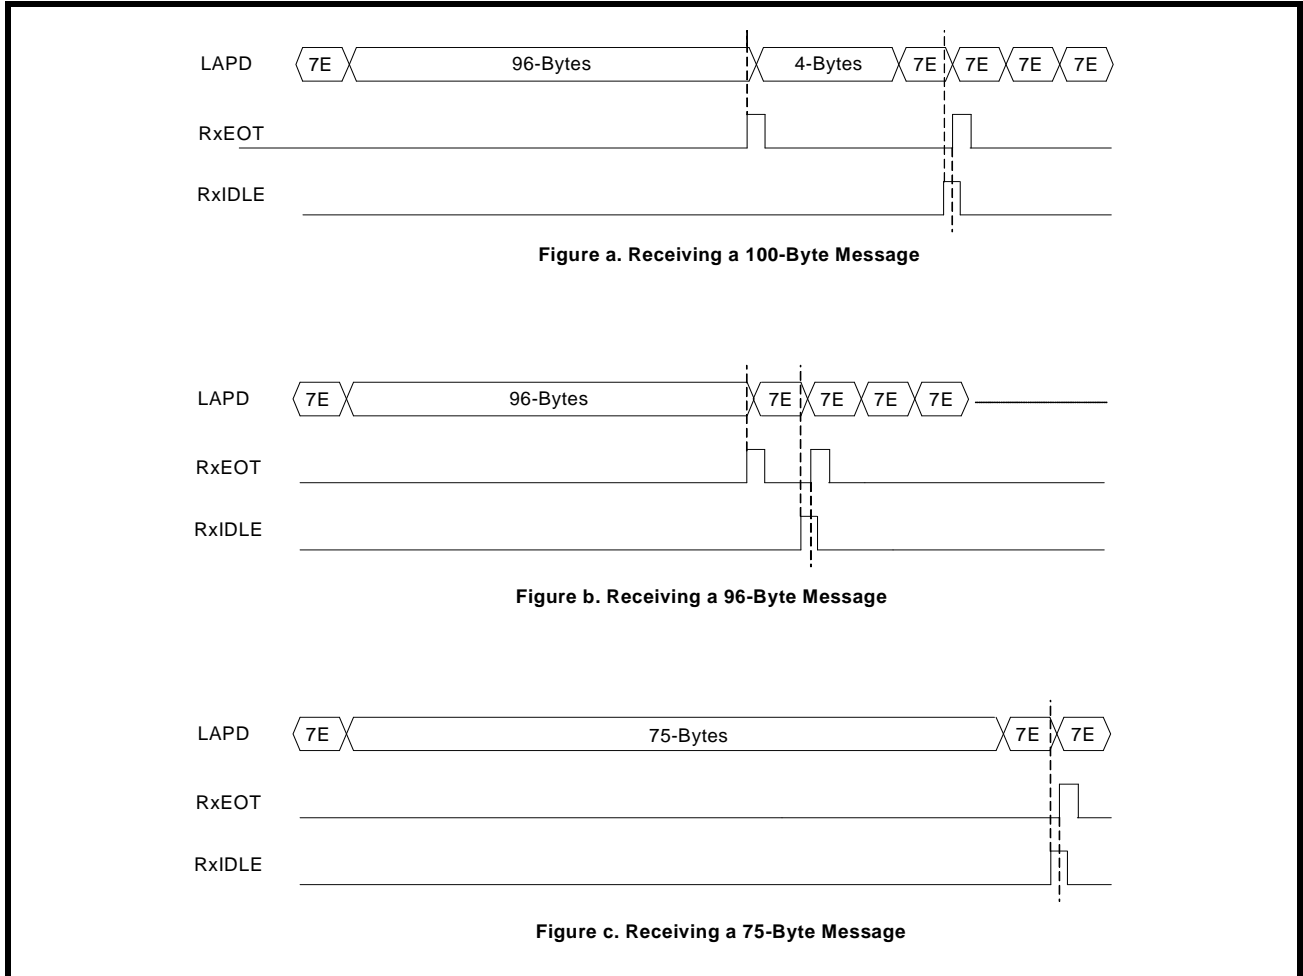 LAPD 7E 96-Bytes 4-Bytes 7E 7E 7E 7E
RxEOT
RxIDLE
Figure a. Receiving a 100-Byte Message
LAPD 7E 96-Bytes 7E 7E 7E 7E
RxEOT
RxIDLE
Figure b. Receiving a 96-Byte Message
LAPD 7E 75-Bytes 7E 7E
RxEOT
RxIDLE
Figure c. Receiving a 75-Byte Message